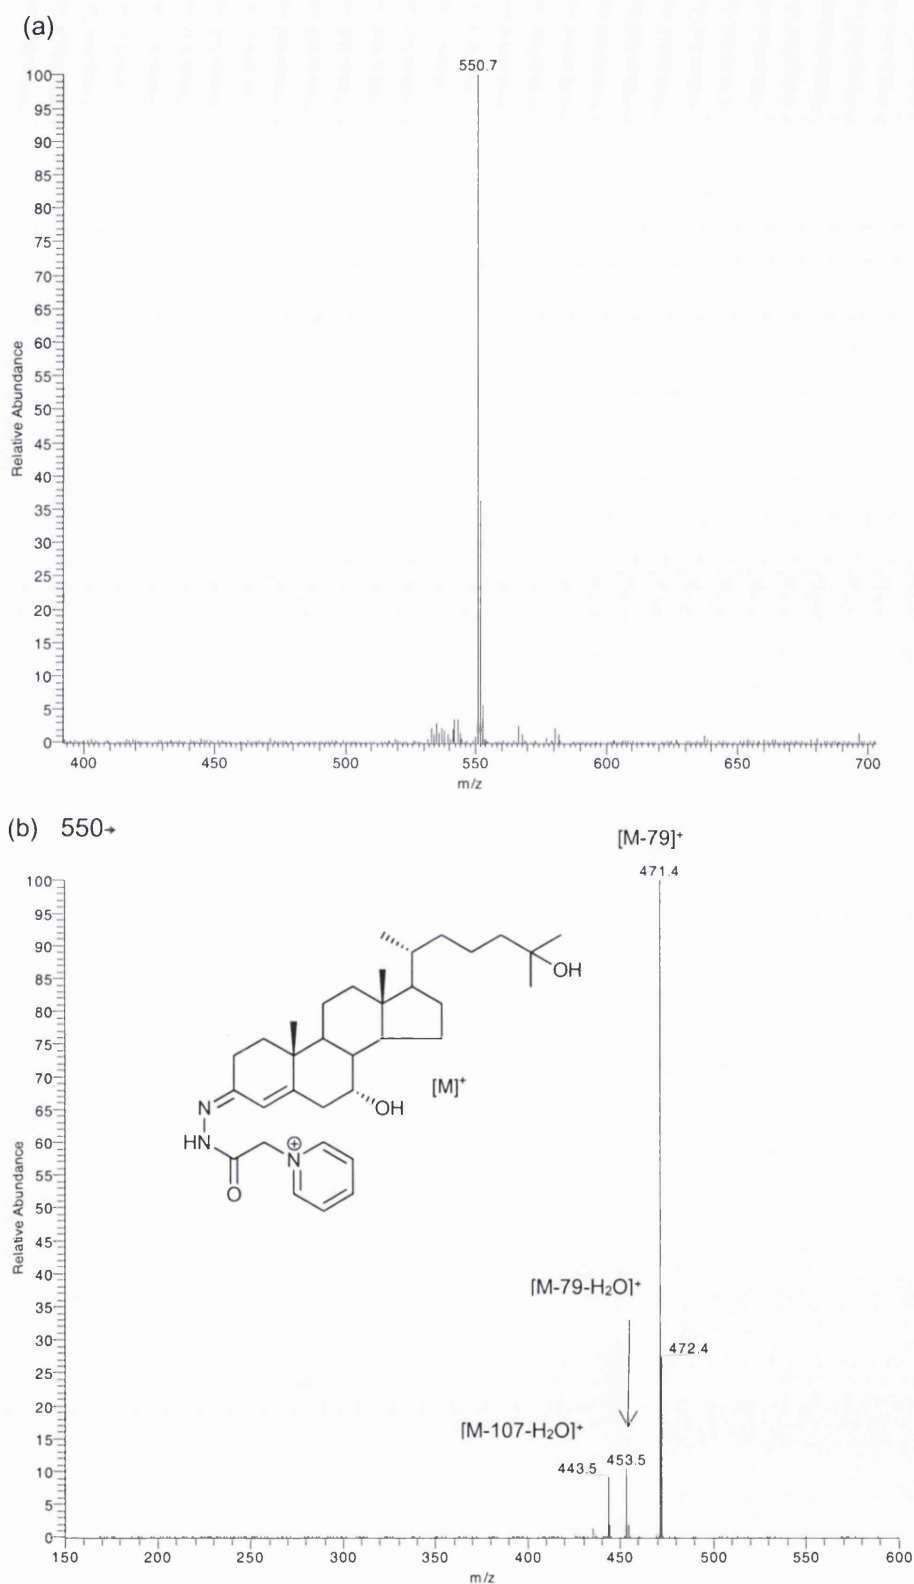 (a)
550.7
100
95
90
85
80
75
70
65
60
55
50
45
40
35
30
25
20
15
10
5
0
Relative Abundance
400 450 500 550 600 650 700
m/z
(b) 550→
[M-79]⁺
471.4
100
95
90
85
80
75
70
65
60
55
50
45
40
35
30
25
20
15
10
5
0
Relative Abundance
OH
[M]⁺
OH
N
HN
N
⊕
O
[M-79-H₂O]⁺
472.4
[M-107-H₂O]⁺
443.5 453.5
150 200 250 300 350 400 450 500 550 600
m/z